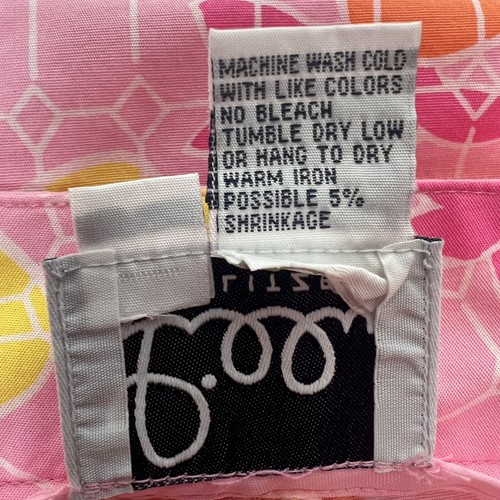 MACHINE WASH COLD
WITH LIKE COLORS
NO BLEACH
TUMBLE DRY LOW
OR HANG TO DRY
WARM IRON
POSSIBLE 5%
SHRINKAGE